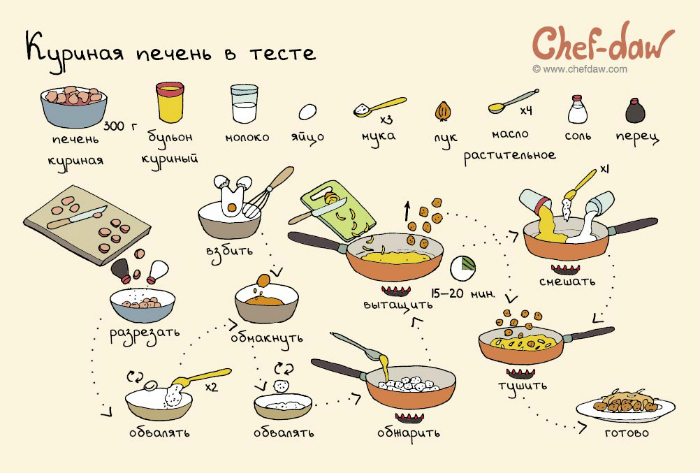 Куриная печень в тесте
Chef-daw
© www.chefdaw.com
300 г
печень
куриная
бульон
куриный
молоко
яйцо
x3
мука
лук
x4
масло
растительное
соль
перец
разрезать
взбить
обмакнуть
вытащить
15–20 мин.
x1
смешать
x2
обвалять
обвалять
обжарить
тушить
готово